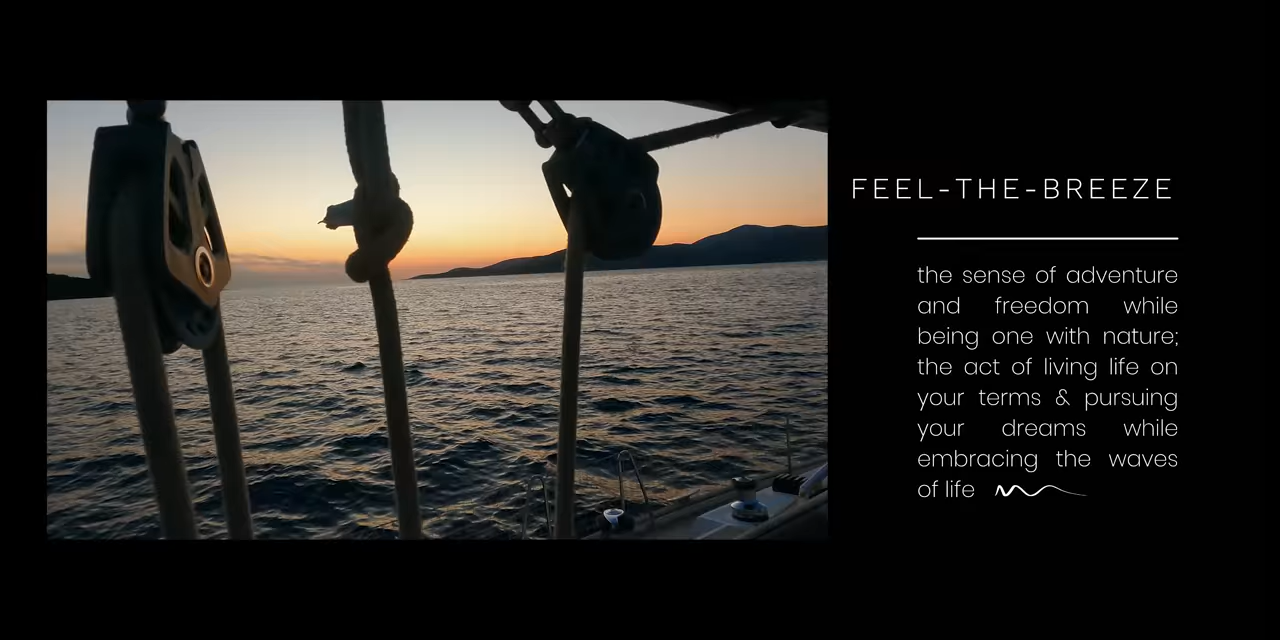 FEEL-THE-BREEZE
the sense of adventure
and freedom while
being one with nature;
the act of living life on
your terms & pursuing
your dreams while
embracing the waves
of life